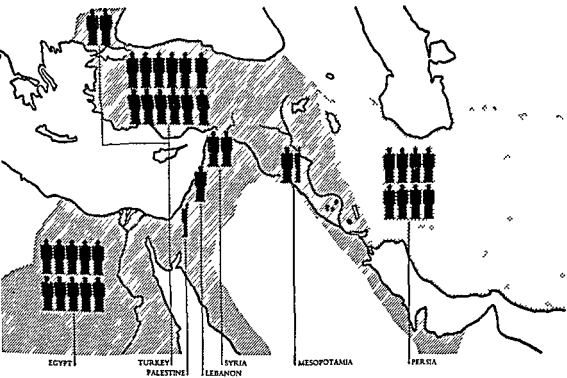 EGYPT
TURKEY
SYRIA
MESOPOTAMIA
PERSIA
PALESTINE
LEBANON